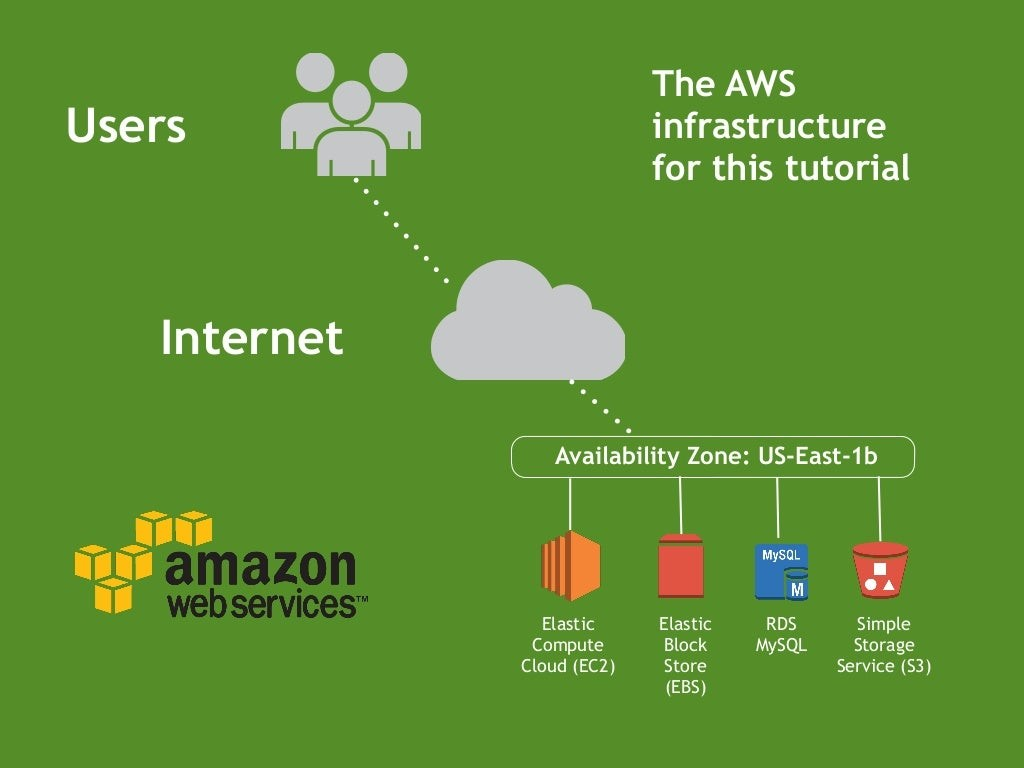 Users
The AWS
infrastructure
for this tutorial
Internet
Availability Zone: US-East-1b
amazon
web services™
MySQL
M
Elastic
Compute
Cloud (EC2)
Elastic
Block
Store
(EBS)
RDS
MySQL
Simple
Storage
Service (S3)